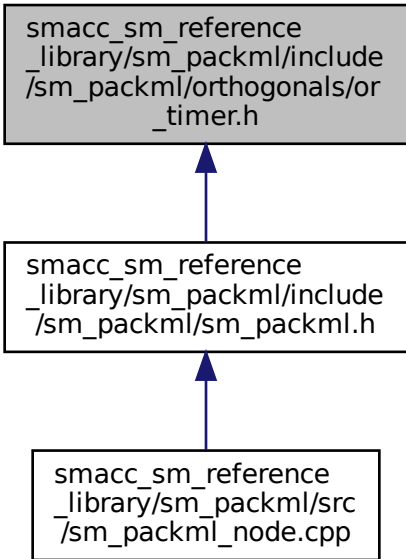 smacc_sm_reference
_library/sm_packml/include
/sm_packml/orthogonals/or
_timer.h
smacc_sm_reference
_library/sm_packml/include
/sm_packml/sm_packml.h
smacc_sm_reference
_library/sm_packml/src
/sm_packml_node.cpp